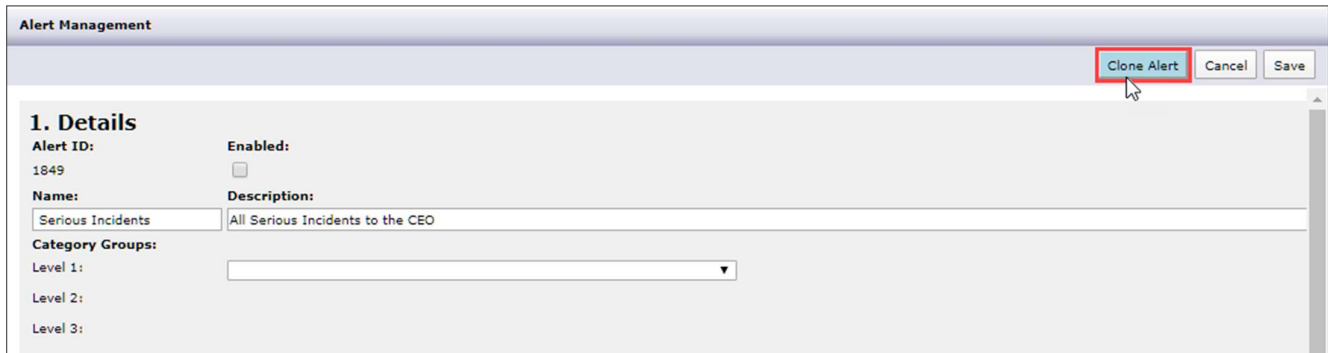 Alert Management
Clone Alert Cancel Save
1. Details
Alert ID: Enabled:
1849
Name: Description:
Serious Incidents All Serious Incidents to the CEO
Category Groups:
Level 1:
Level 2:
Level 3: